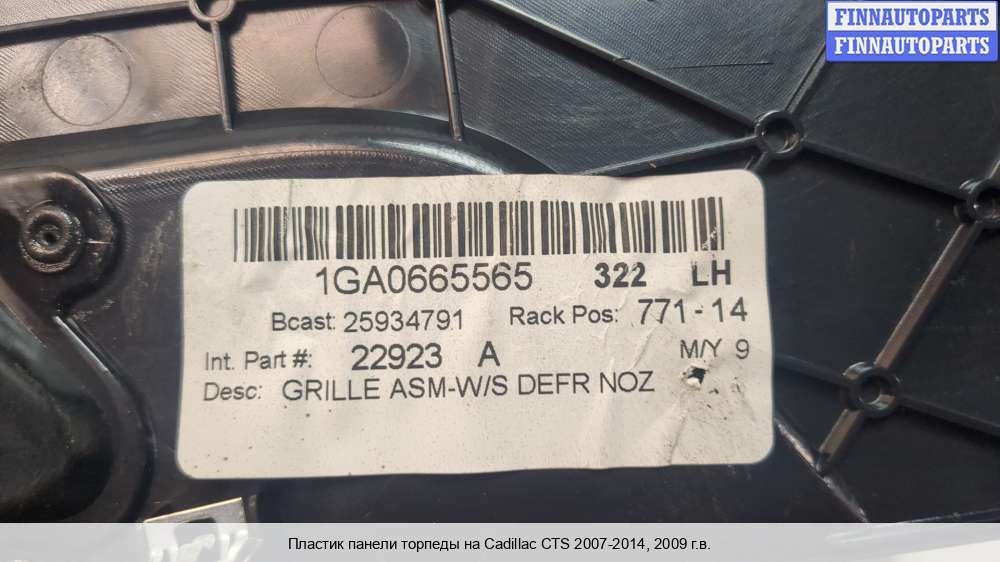 FINNAUTOPARTS
FINNAUTOPARTS
1GA0665565 322 LH
Bcast: 25934791 Rack Pos: 771-14
Int. Part #: 22923 A M/Y 9
Desc: GRILLE ASM-W/S DEFR NOZ
Пластик панели торпеды на Cadillac CTS 2007-2014, 2009 г.в.